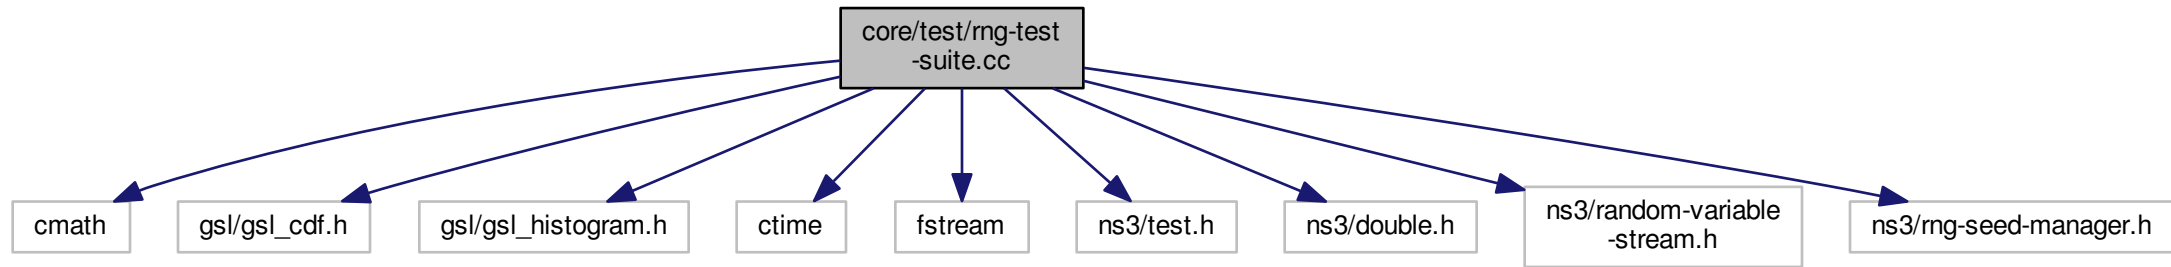 core/test/rng-test
-suite.cc
cmath
gsl/gsl_cdf.h
gsl/gsl_histogram.h
ctime
fstream
ns3/test.h
ns3/double.h
ns3/random-variable
-stream.h
ns3/rng-seed-manager.h